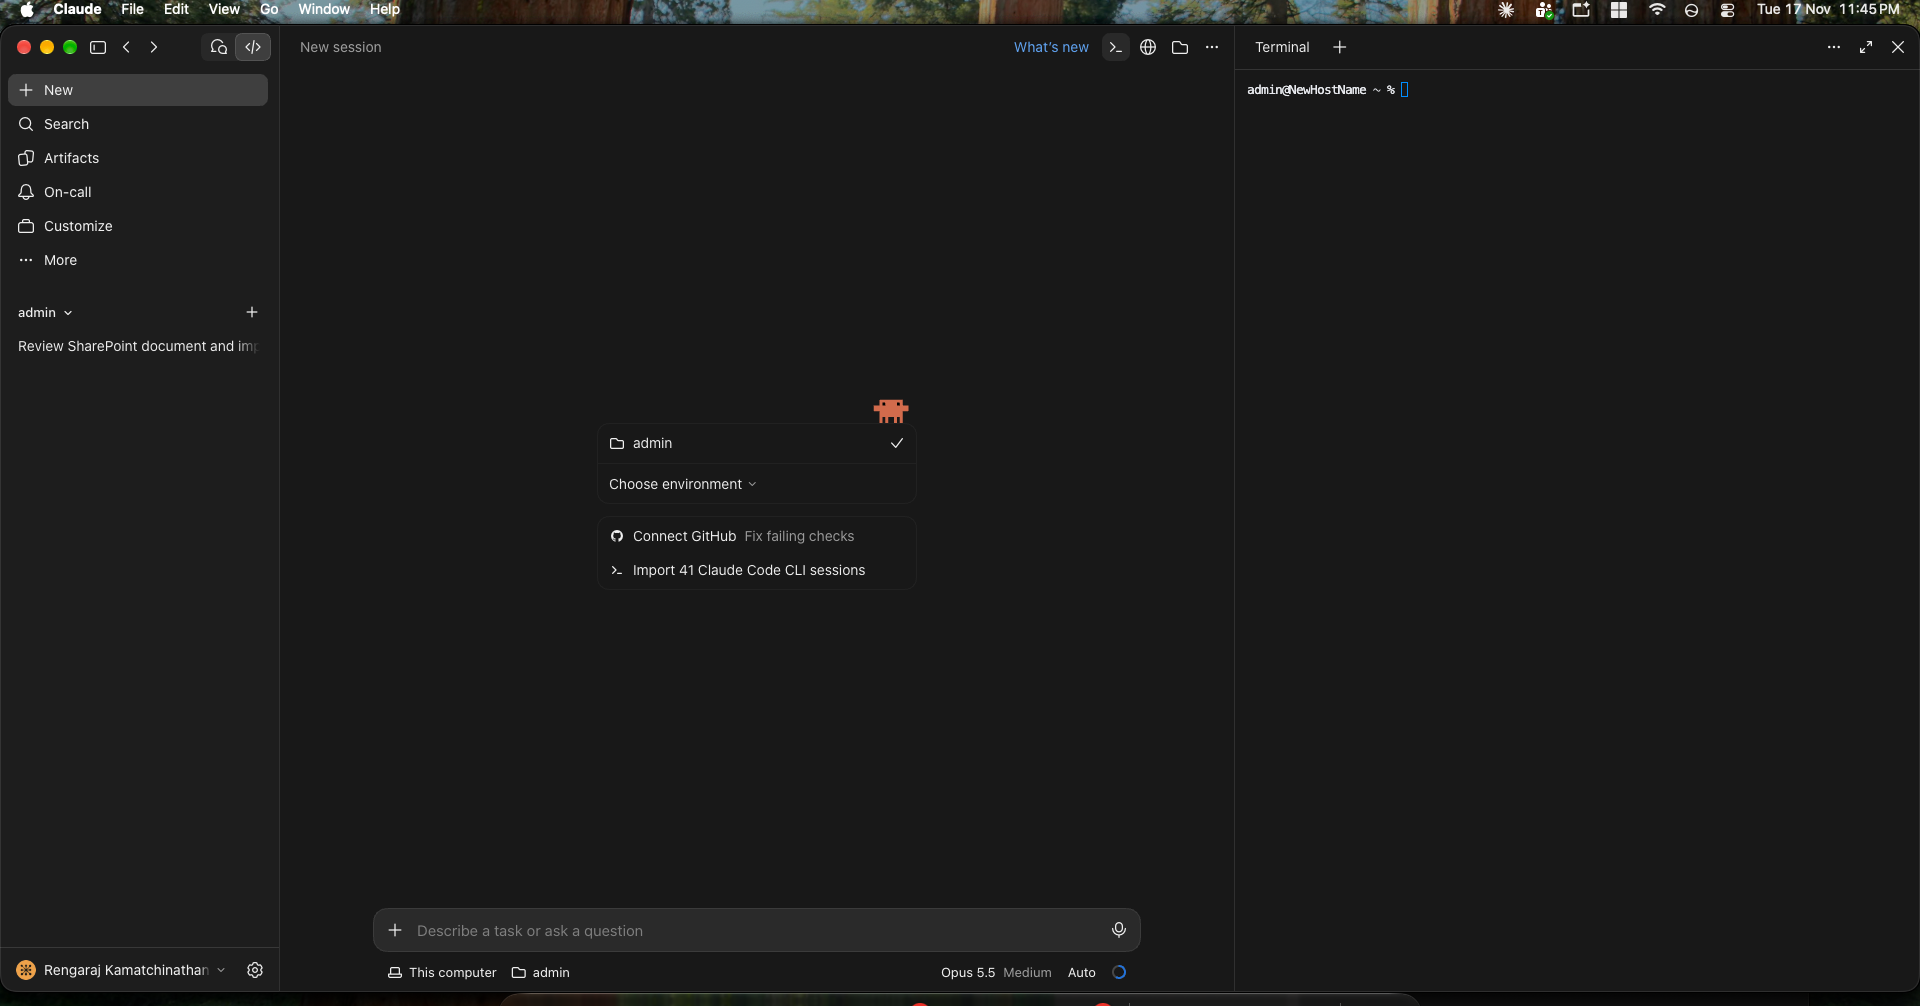 Claude File Edit View Go Window Help
Tue 17 Nov 11:45 PM
New session
What's new
Terminal
New
Search
Artifacts
On-call
Customize
More
admin
Review SharePoint document and imp
admin@NewHostName ~ %
admin
Choose environment
Connect GitHub Fix failing checks
Import 41 Claude Code CLI sessions
Describe a task or ask a question
This computer admin
Opus 5.5 Medium Auto
Rengaraj Kamatchinathan